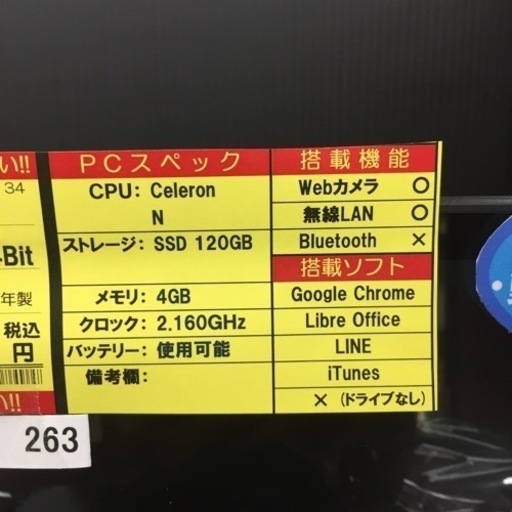 い!!
34
Bit
年製
税込
円
い!!
263
PCスペック
CPU: Celeron
N
ストレージ: SSD 120GB
メモリ: 4GB
クロック: 2.160GHz
バッテリー: 使用可能
備考欄:
搭載機能
Webカメラ ○
無線LAN ○
Bluetooth ×
搭載ソフト
Google Chrome
Libre Office
LINE
iTunes
× (ドライブなし)